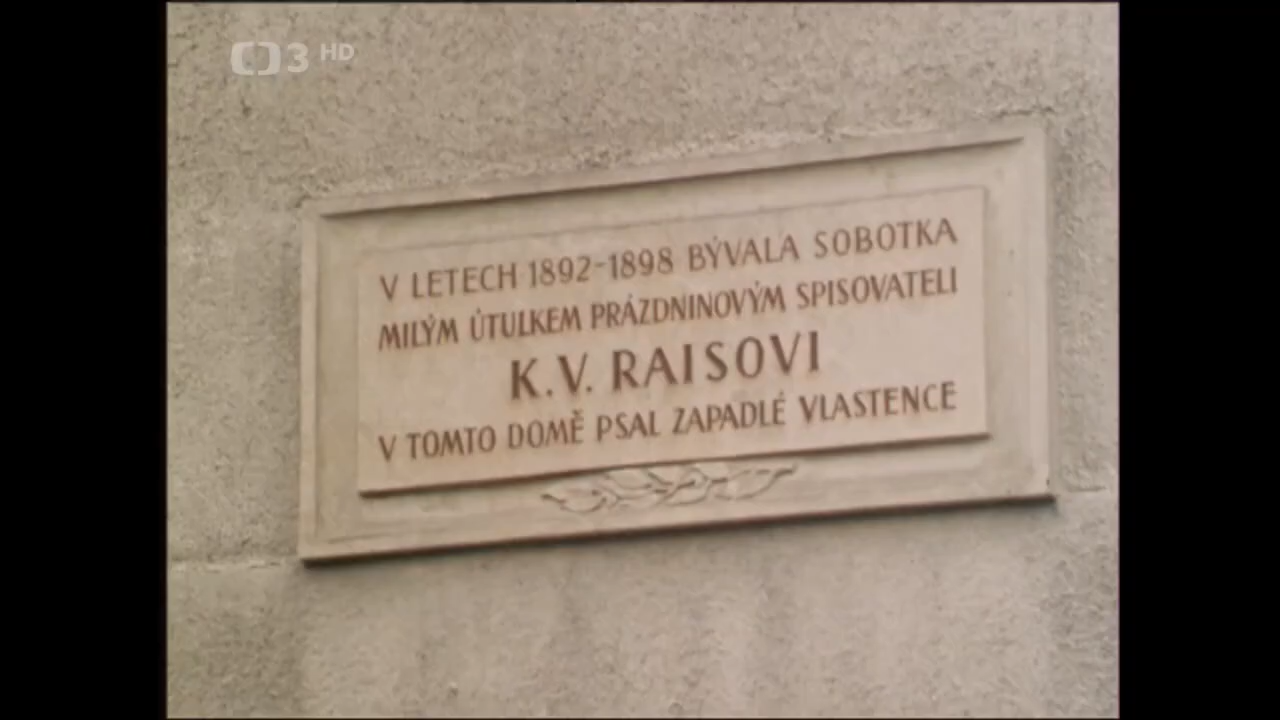 ČT3 HD
V LETECH 1892-1898 BÝVALA SOBOTKA
MILÝM ÚTULKEM PRÁZDNINOVÝM SPISOVATELI
K.V. RAISOVI
V TOMTO DOMĚ PSAL ZAPADLÉ VLASTENCE